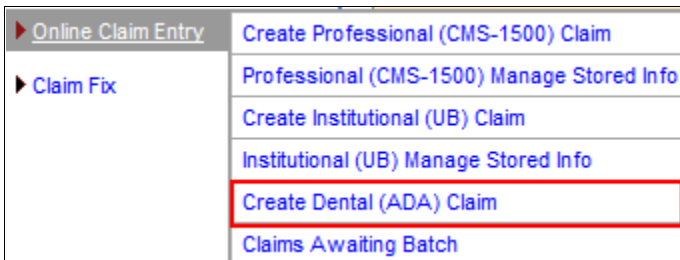 Online Claim Entry
Claim Fix
Create Professional (CMS-1500) Claim
Professional (CMS-1500) Manage Stored Info
Create Institutional (UB) Claim
Institutional (UB) Manage Stored Info
Create Dental (ADA) Claim
Claims Awaiting Batch